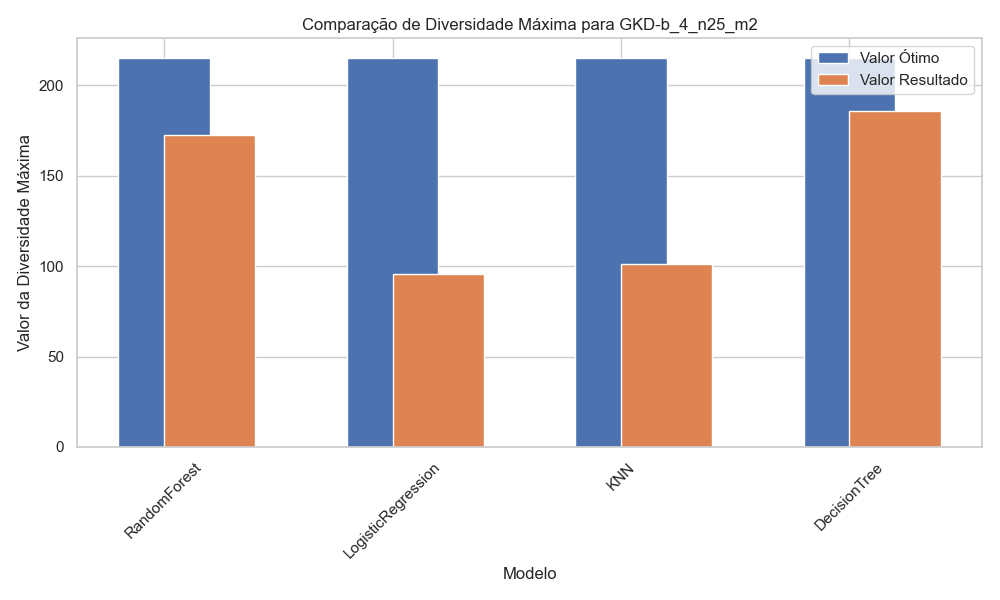 Comparação de Diversidade Máxima para GKD-b_4_n25_m2
Valor Ótimo
Valor Resultado
Valor da Diversidade Máxima
200
150
100
50
0
RandomForest
LogisticRegression
KNN
DecisionTree
Modelo